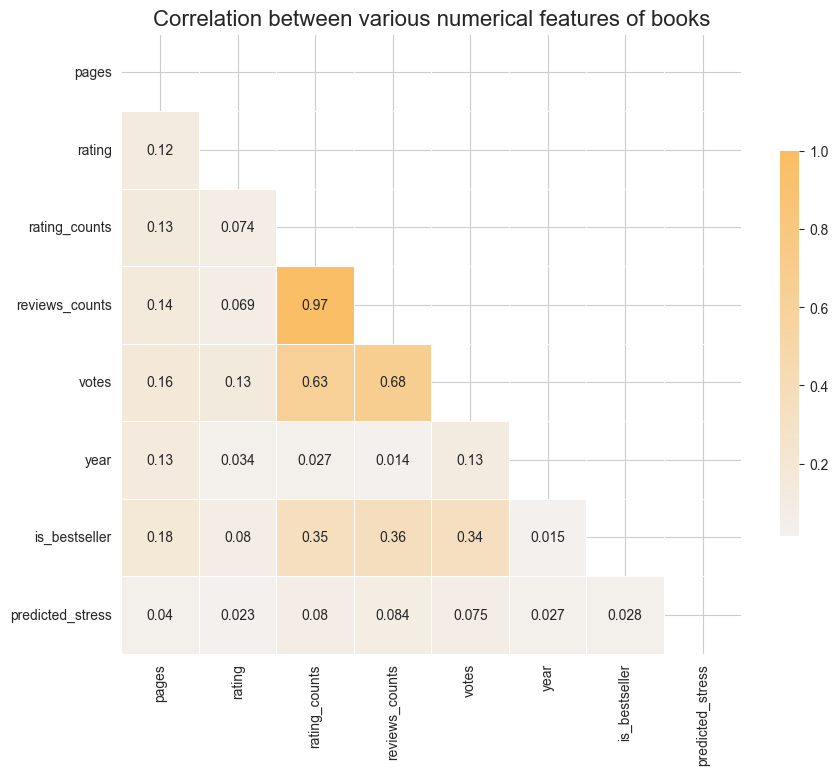 Correlation between various numerical features of books
pages
rating
0.12
rating_counts
0.13 0.074
reviews_counts
0.14 0.069 0.97
votes
0.16 0.13 0.63 0.68
year
0.13 0.034 0.027 0.014 0.13
is_bestseller
0.18 0.08 0.35 0.36 0.34 0.015
predicted_stress
0.04 0.023 0.08 0.084 0.075 0.027 0.028
pages
rating
rating_counts
reviews_counts
votes
year
is_bestseller
predicted_stress
1.0
0.8
0.6
0.4
0.2